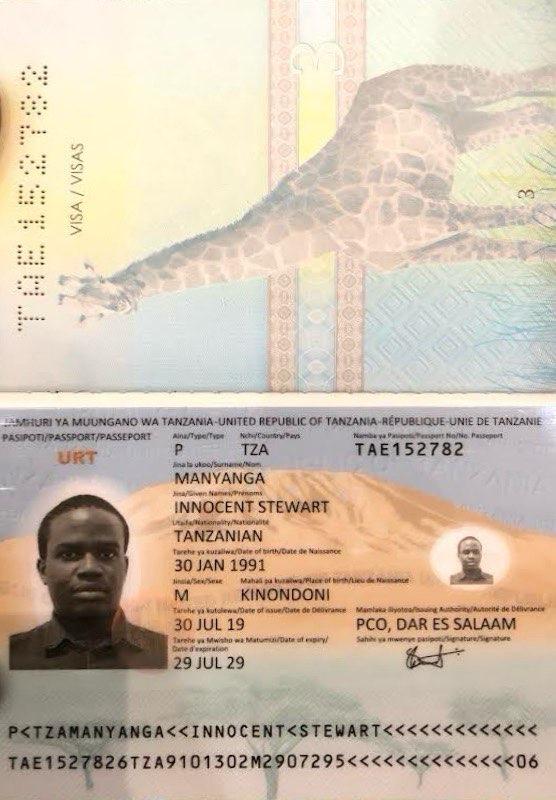 TAE152782
VISA / VISAS
3
3
JAMHURI YA MUUNGANO WA TANZANIA-UNITED REPUBLIC OF TANZANIA-RÉPUBLIQUE-UNIE DE TANZANIE
PASIPOTI/PASSPORT/PASSEPORT
Aina/Type/Type Nchi/Country/Pays Namba ya Pasipoti/Passport No/No. Passeport
URT
P TZA TAE152782
Jina la ukoo/Surname/Nom
MANYANGA
Jina/Given Names/Prénoms
INNOCENT STEWART
Utaifa/Nationality/Nationalité
TANZANIAN
Tarehe ya kuzaliwa/Date of birth/Date de Naissance
30 JAN 1991
Jinsia/Sex/Sexe Mahali pa kuzaliwa/Place of birth/Lieu de Naissance
M KINONDONI
Tarehe ya kutolewa/Date of issue/Date de Délivrance Mamlaka iliyotoa/Issuing Authority/Autorité de Délivrance
30 JUL 19 PCO, DAR ES SALAAM
Tarehe ya Mwisho wa Matumizi/Date of expiry/ Sahihi ya mwenye pasipoti/Signature/Signature
Date d'expiration
29 JUL 29
P<TZAMANYANGA<<INNOCENT<STEWART<<<<<<<<<<<<<
TAE1527826TZA9101302M2907295<<<<<<<<<<<<<<06